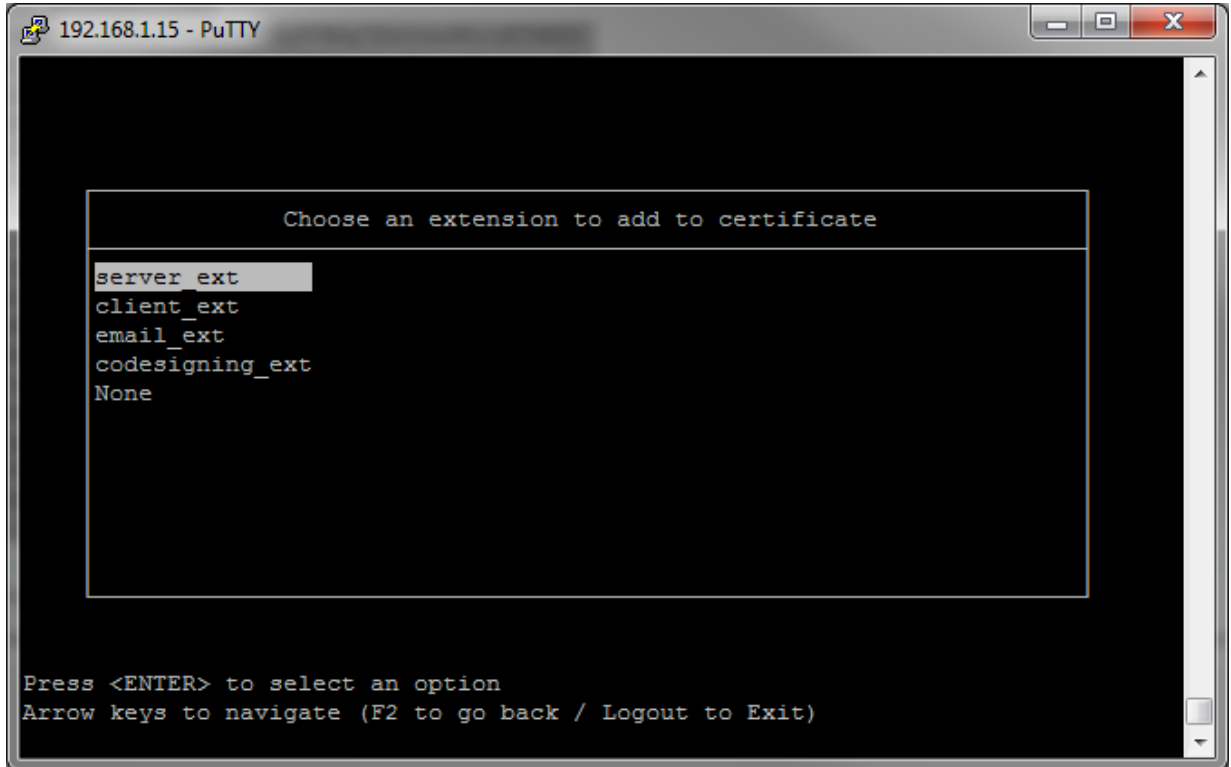 192.168.1.15 - PuTTY
Choose an extension to add to certificate
server_ext
client_ext
email_ext
codesigning_ext
None
Press <ENTER> to select an option
Arrow keys to navigate (F2 to go back / Logout to Exit)